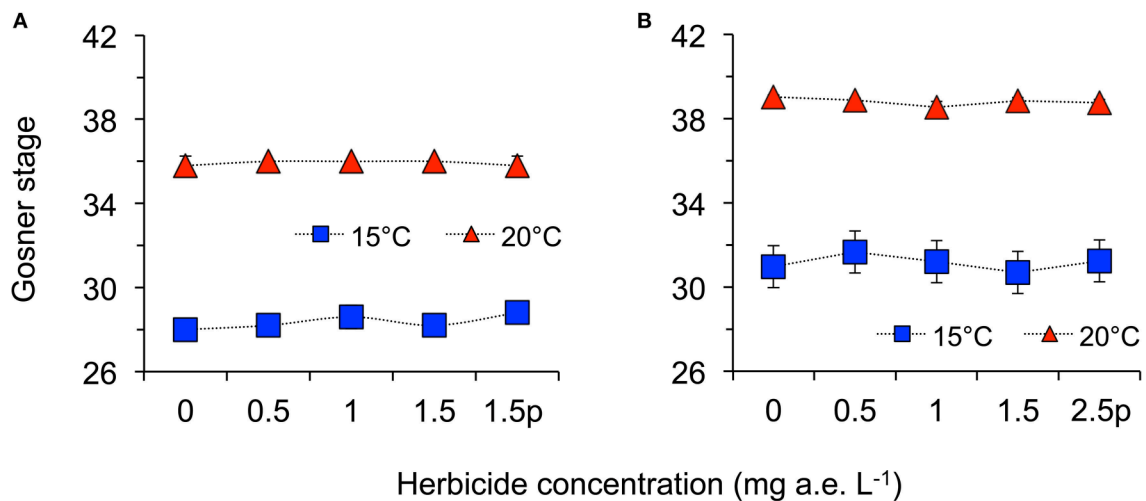 A
42
38
34
30
26
15°C 20°C
0 0.5 1 1.5 1.5p
B
42
38
34
30
26
15°C 20°C
0 0.5 1 1.5 2.5p
Gosner stage
Herbicide concentration (mg a.e. L⁻¹)